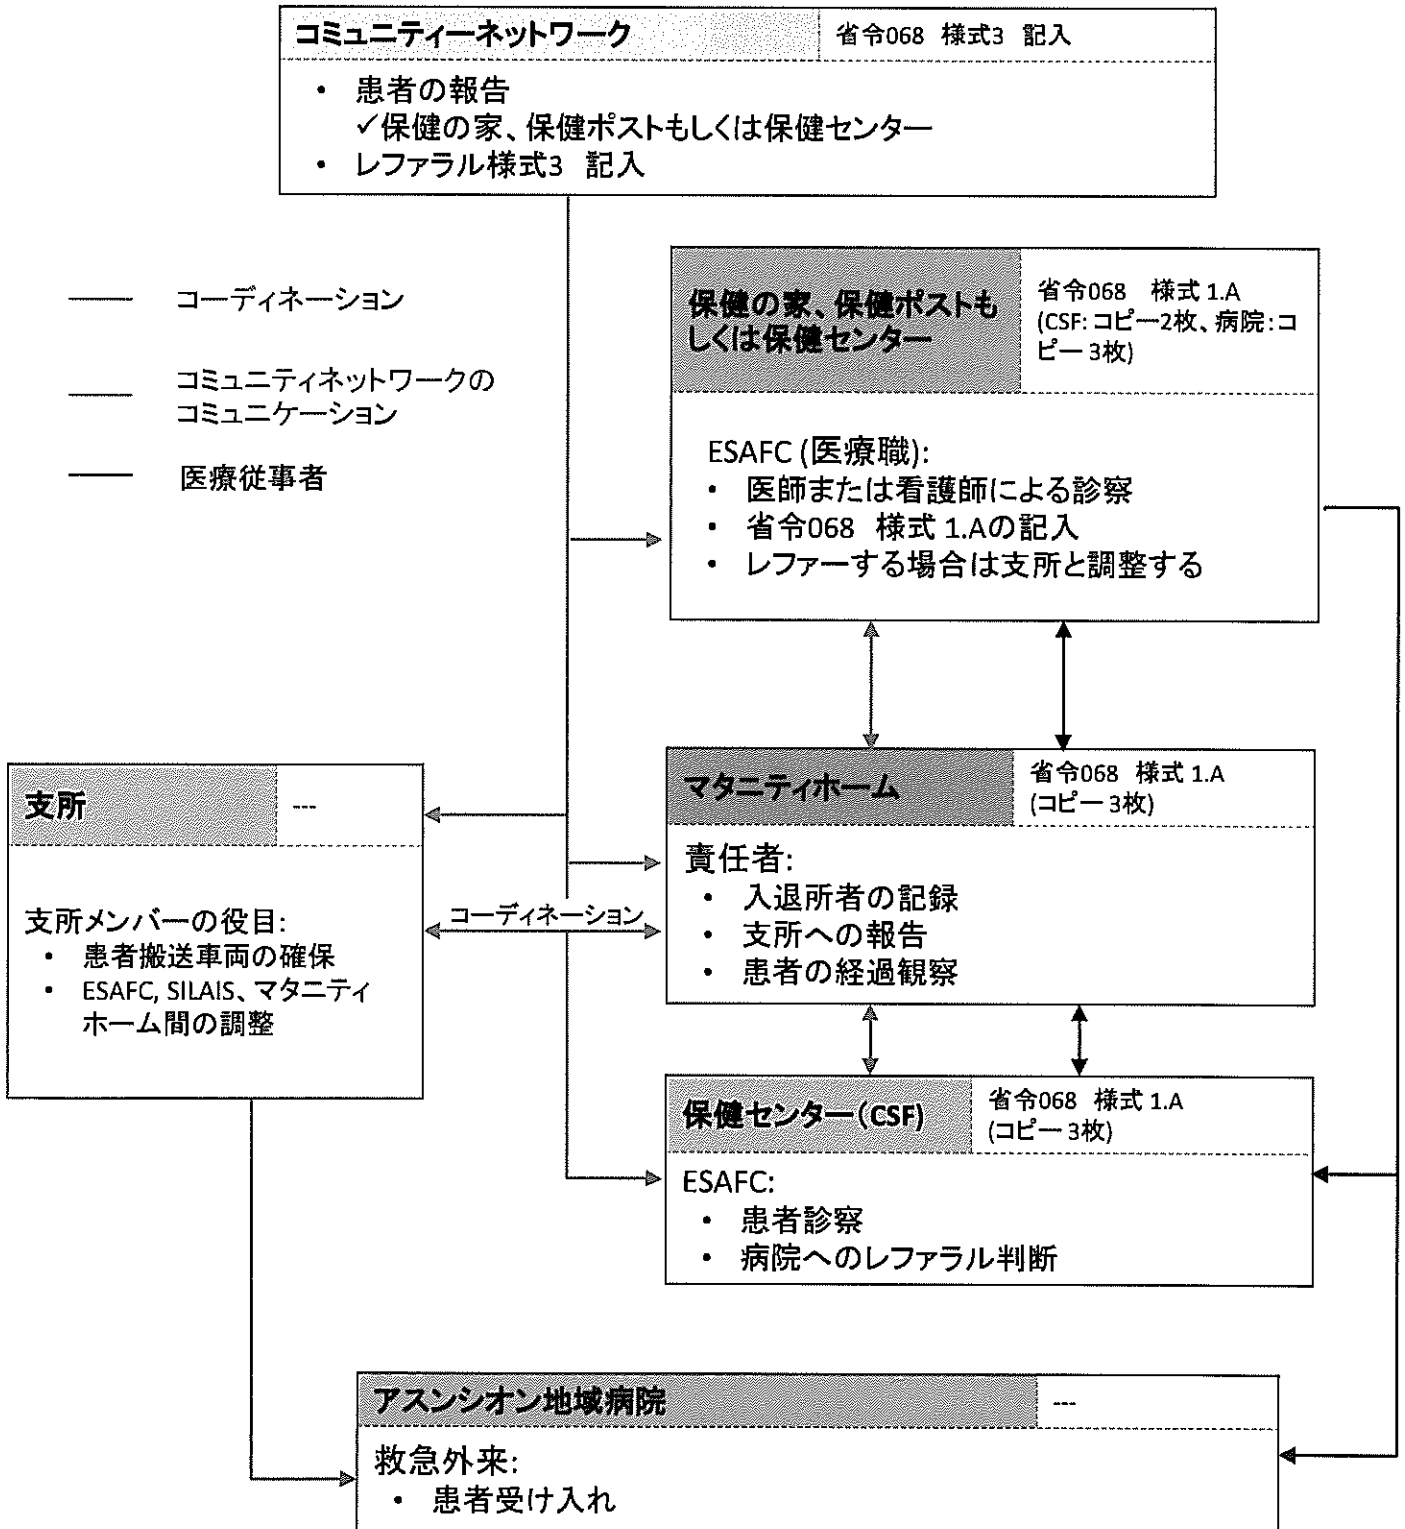 コミュニティーネットワーク
省令068 様式3 記入
• 患者の報告
✓保健の家、保健ポストもしくは保健センター
• レファラル様式3 記入
コーディネーション
コミュニティネットワークの
コミュニケーション
医療従事者
保健の家、保健ポストも
しくは保健センター
省令068 様式 1.A
(CSF: コピー2枚、病院:コ
ピー 3枚)
ESAFC (医療職):
• 医師または看護師による診察
• 省令068 様式 1.Aの記入
• レファーする場合は支所と調整する
支所
---
支所メンバーの役目:
• 患者搬送車両の確保
• ESAFC, SILAIS、マタニティ
ホーム間の調整
コーディネーション
マタニティホーム
省令068 様式 1.A
(コピー 3枚)
責任者:
• 入退所者の記録
• 支所への報告
• 患者の経過観察
保健センター(CSF)
省令068 様式 1.A
(コピー 3枚)
ESAFC:
• 患者診察
• 病院へのレファラル判断
アスンシオン地域病院
---
救急外来:
• 患者受け入れ